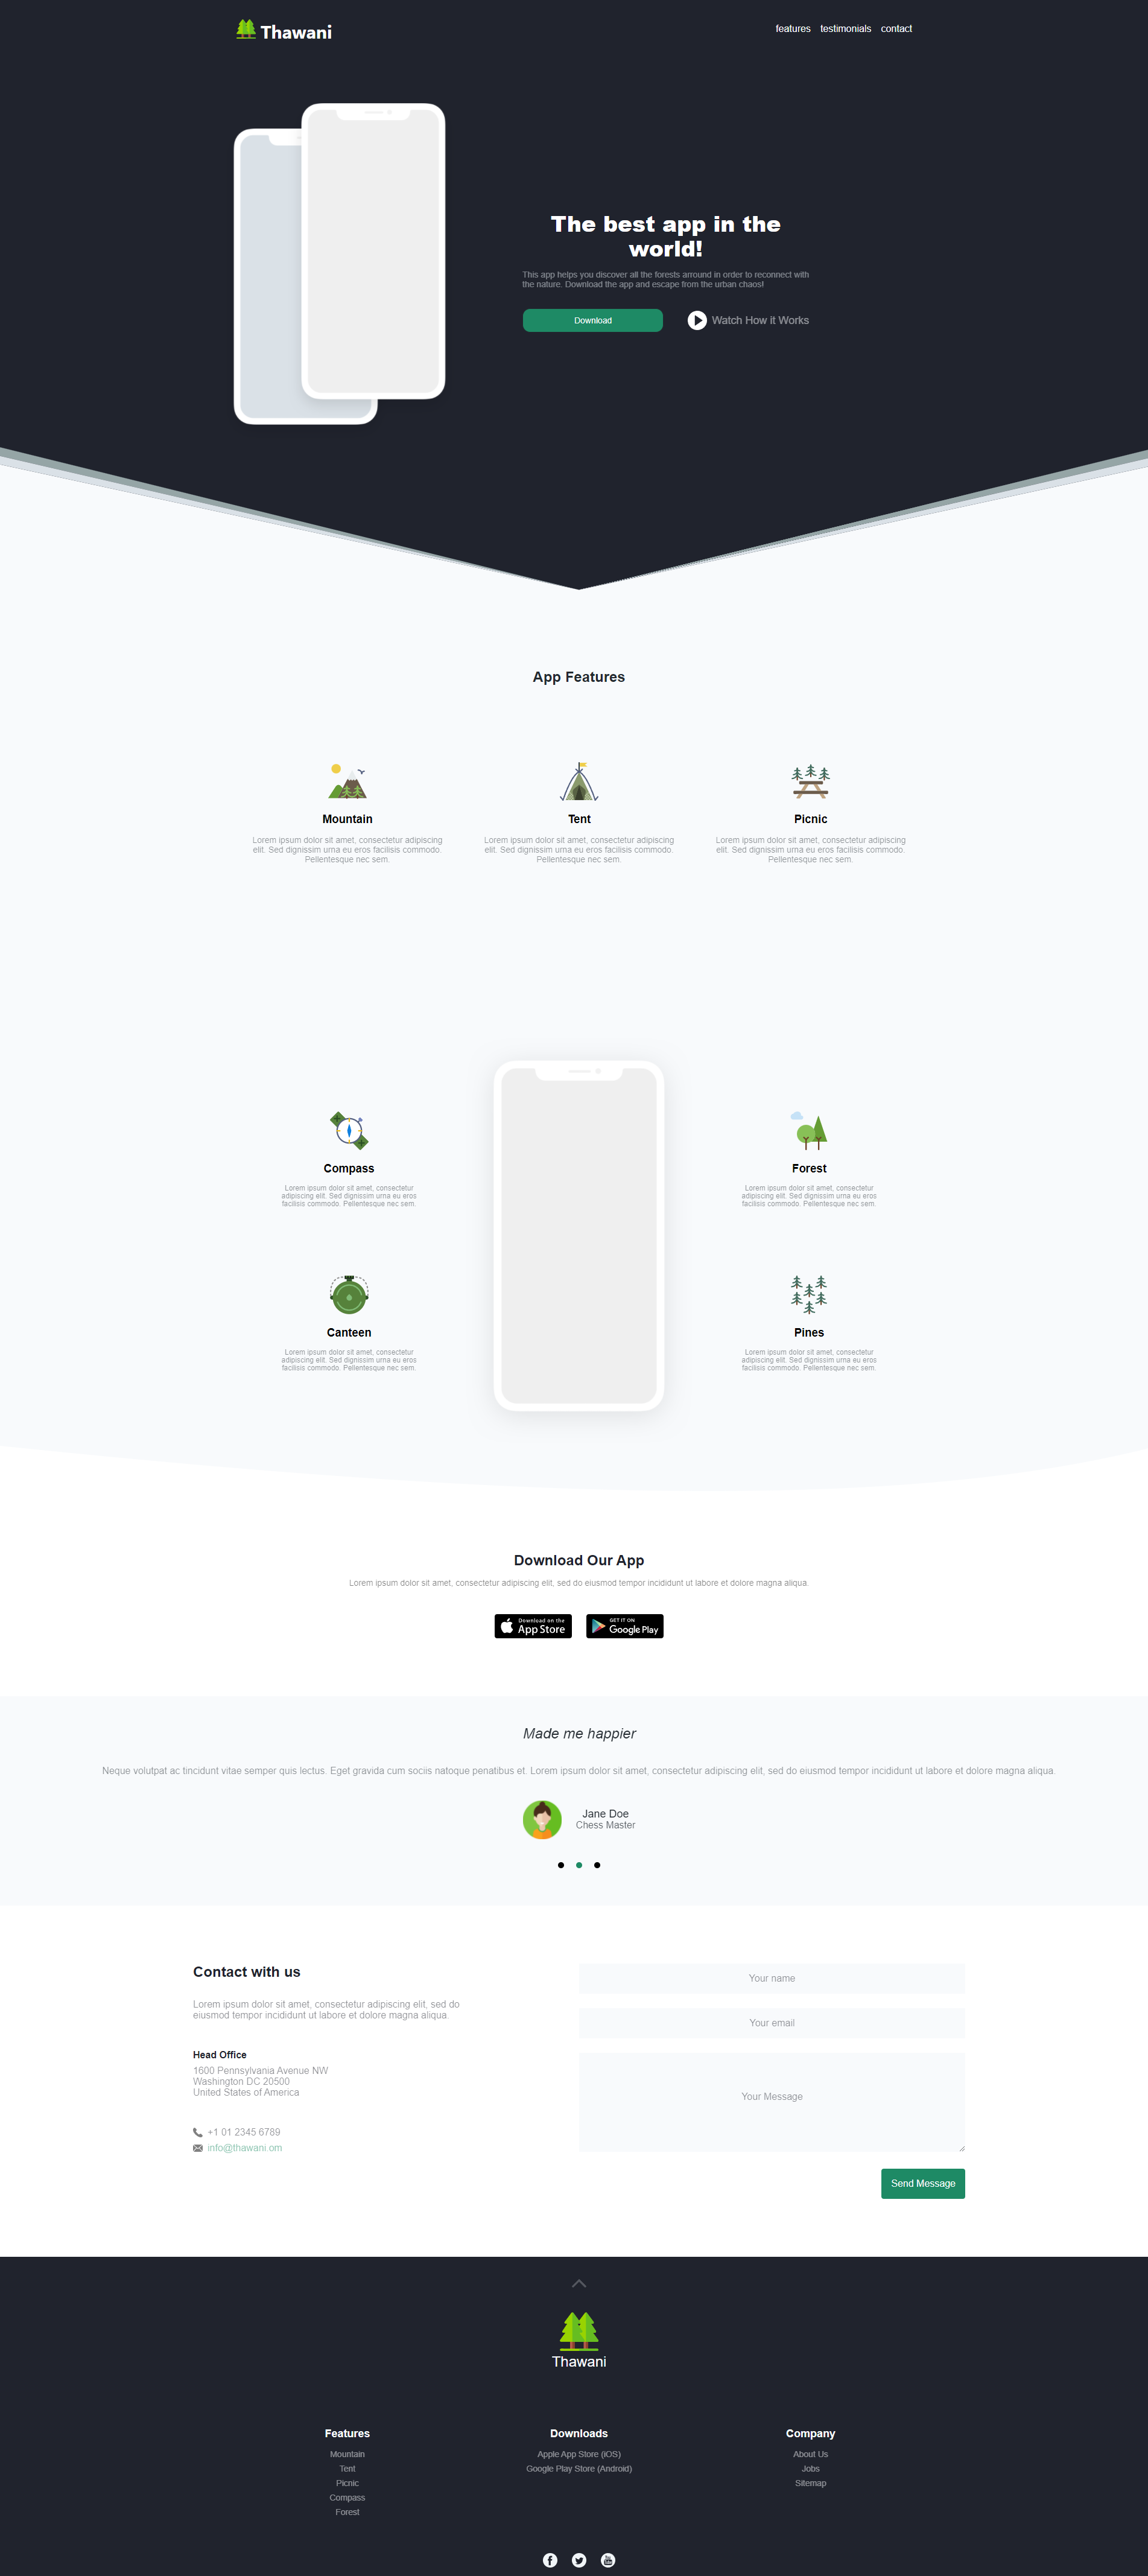 Thawani
features testimonials contact
The best app in the
world!
This app helps you discover all the forests arround in order to reconnect with
the nature. Download the app and escape from the urban chaos!
Download
Watch How it Works
App Features
Mountain
Lorem ipsum dolor sit amet, consectetur adipiscing
elit. Sed dignissim urna eu eros facilisis commodo.
Pellentesque nec sem.
Tent
Lorem ipsum dolor sit amet, consectetur adipiscing
elit. Sed dignissim urna eu eros facilisis commodo.
Pellentesque nec sem.
Picnic
Lorem ipsum dolor sit amet, consectetur adipiscing
elit. Sed dignissim urna eu eros facilisis commodo.
Pellentesque nec sem.
Compass
Lorem ipsum dolor sit amet, consectetur
adipiscing elit. Sed dignissim urna eu eros
facilisis commodo. Pellentesque nec sem.
Canteen
Lorem ipsum dolor sit amet, consectetur
adipiscing elit. Sed dignissim urna eu eros
facilisis commodo. Pellentesque nec sem.
Forest
Lorem ipsum dolor sit amet, consectetur
adipiscing elit. Sed dignissim urna eu eros
facilisis commodo. Pellentesque nec sem.
Pines
Lorem ipsum dolor sit amet, consectetur
adipiscing elit. Sed dignissim urna eu eros
facilisis commodo. Pellentesque nec sem.
Download Our App
Lorem ipsum dolor sit amet, consectetur adipiscing elit, sed do eiusmod tempor incididunt ut labore et dolore magna aliqua.
Download on the
App Store
GET IT ON
Google Play
Made me happier
Neque volutpat ac tincidunt vitae semper quis lectus. Eget gravida cum sociis natoque penatibus et. Lorem ipsum dolor sit amet, consectetur adipiscing elit, sed do eiusmod tempor incididunt ut labore et dolore magna aliqua.
Jane Doe
Chess Master
Contact with us
Lorem ipsum dolor sit amet, consectetur adipiscing elit, sed do
eiusmod tempor incididunt ut labore et dolore magna aliqua.
Head Office
1600 Pennsylvania Avenue NW
Washington DC 20500
United States of America
+1 01 2345 6789
info@thawani.om
Your name
Your email
Your Message
Send Message
Thawani
Features
Mountain
Tent
Picnic
Compass
Forest
Downloads
Apple App Store (iOS)
Google Play Store (Android)
Company
About Us
Jobs
Sitemap